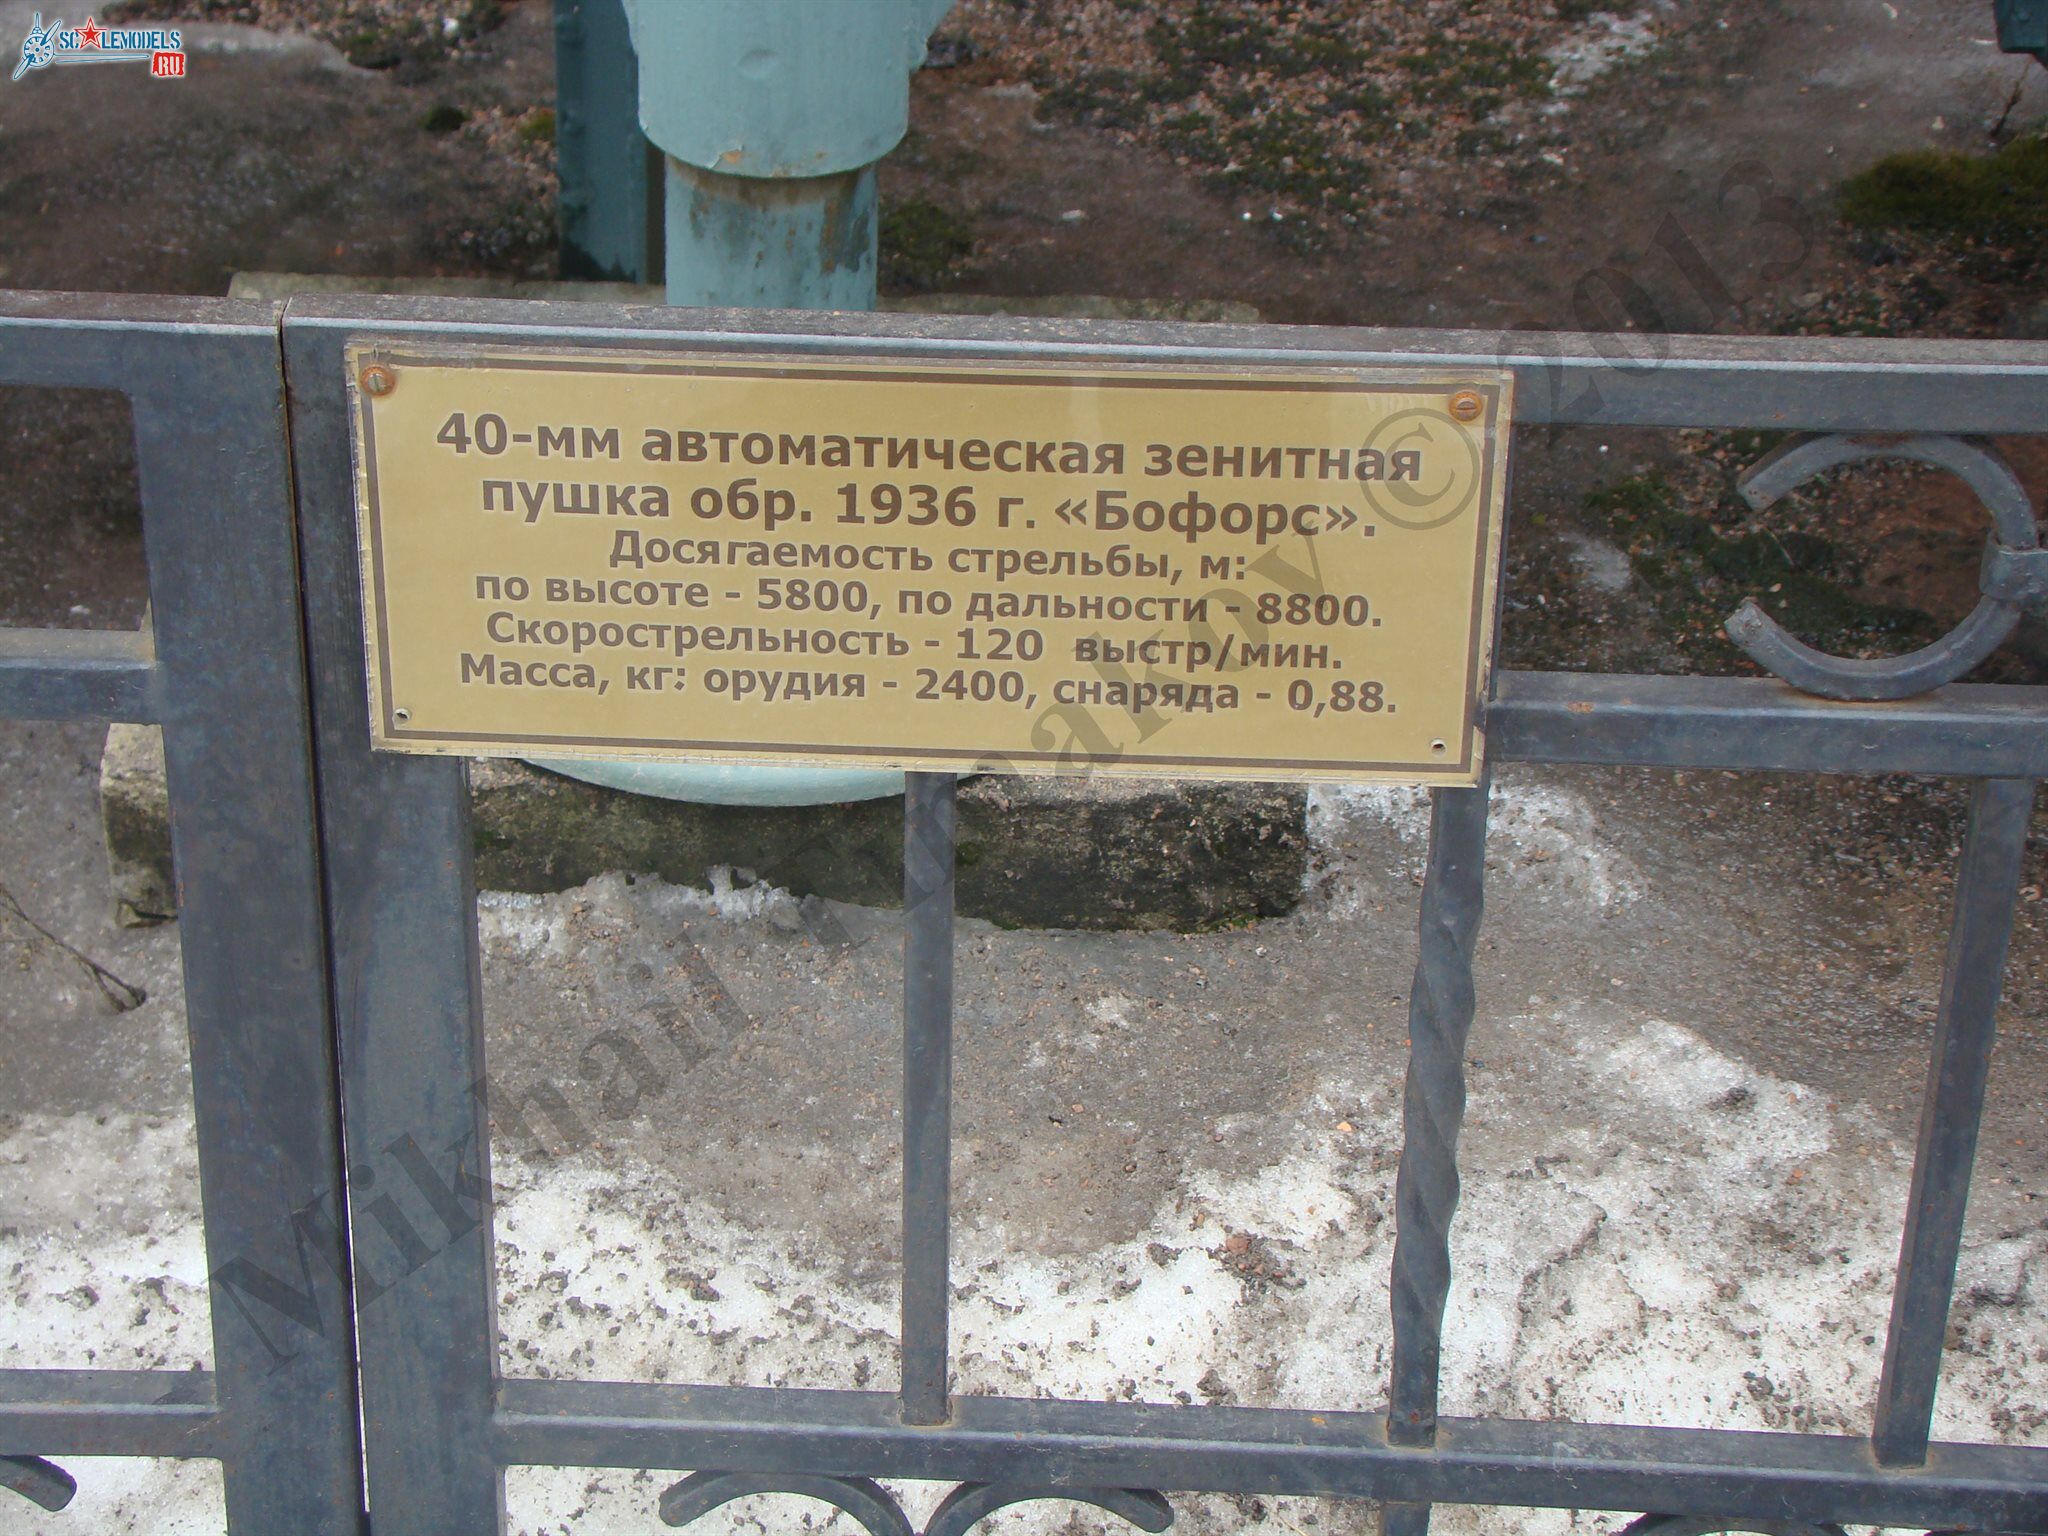 SCALEMODELS
RU
40-мм автоматическая зенитная
пушка обр. 1936 г. «Бофорс».
Досягаемость стрельбы, м:
по высоте - 5800, по дальности - 8800.
Скорострельность - 120 выстр/мин.
Масса, кг: орудия - 2400, снаряда - 0,88.
Mikhail Timakov © 2013